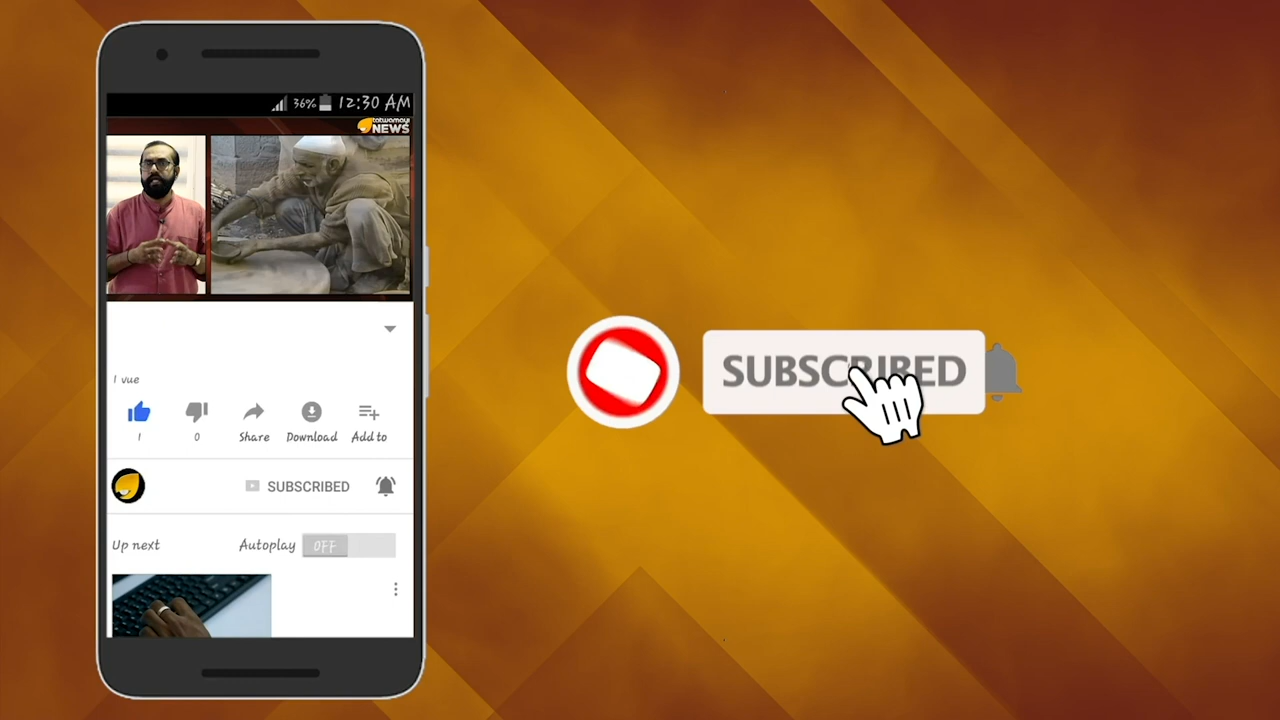 36% 12:30 AM
tatwamayi
NEWS
1 vue
1
0
Share
Download
Add to
SUBSCRIBED
Up next
Autoplay
OFF
SUBSCRIBED